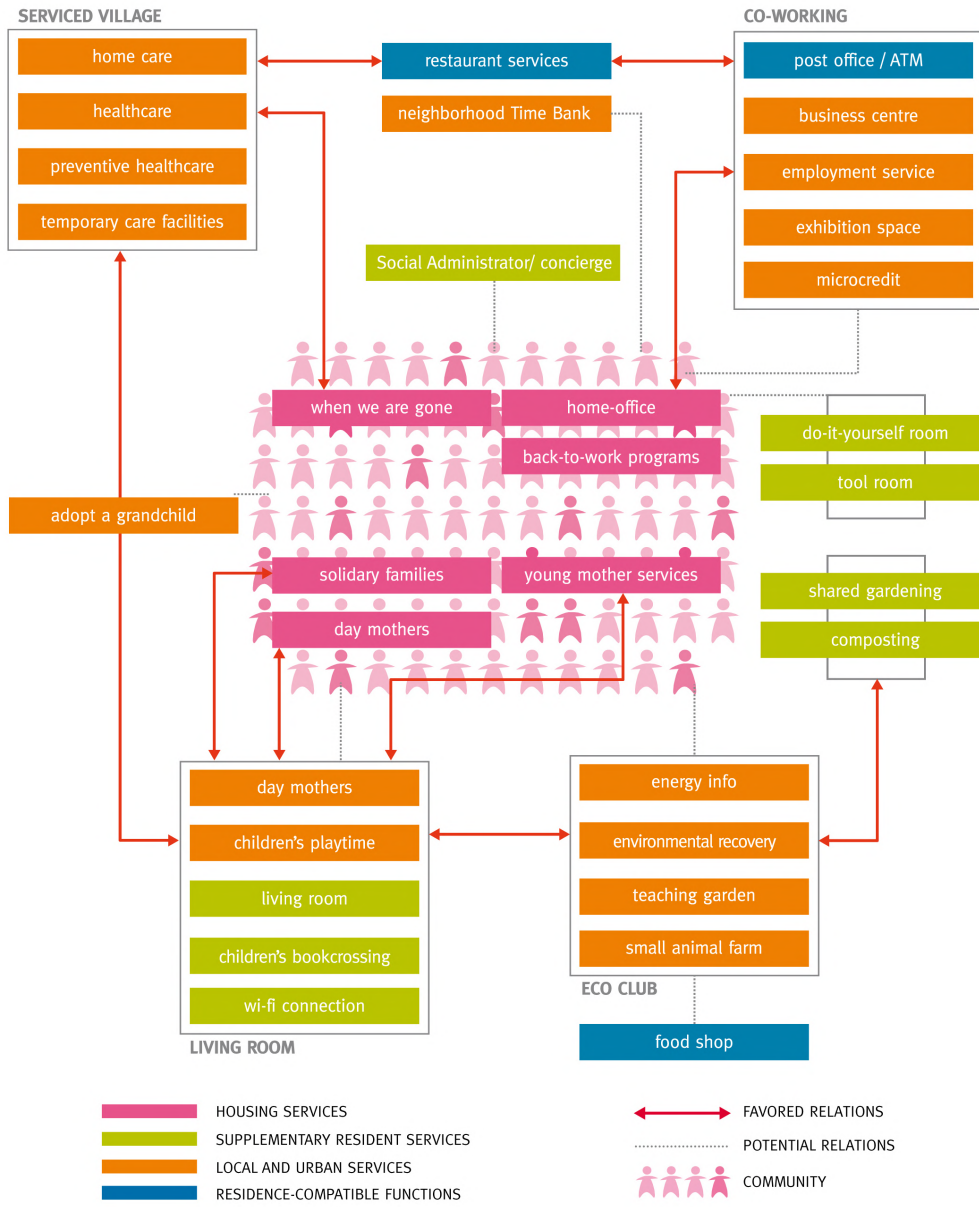 SERVICED VILLAGE
home care
healthcare
preventive healthcare
temporary care facilities
restaurant services
neighborhood Time Bank
CO-WORKING
post office / ATM
business centre
employment service
exhibition space
microcredit
Social Administrator/ concierge
when we are gone
home-office
back-to-work programs
do-it-yourself room
tool room
adopt a grandchild
solidary families
young mother services
day mothers
shared gardening
composting
day mothers
children's playtime
living room
children's bookcrossing
wi-fi connection
LIVING ROOM
energy info
environmental recovery
teaching garden
small animal farm
ECO CLUB
food shop
HOUSING SERVICES
SUPPLEMENTARY RESIDENT SERVICES
LOCAL AND URBAN SERVICES
RESIDENCE-COMPATIBLE FUNCTIONS
FAVORED RELATIONS
POTENTIAL RELATIONS
COMMUNITY